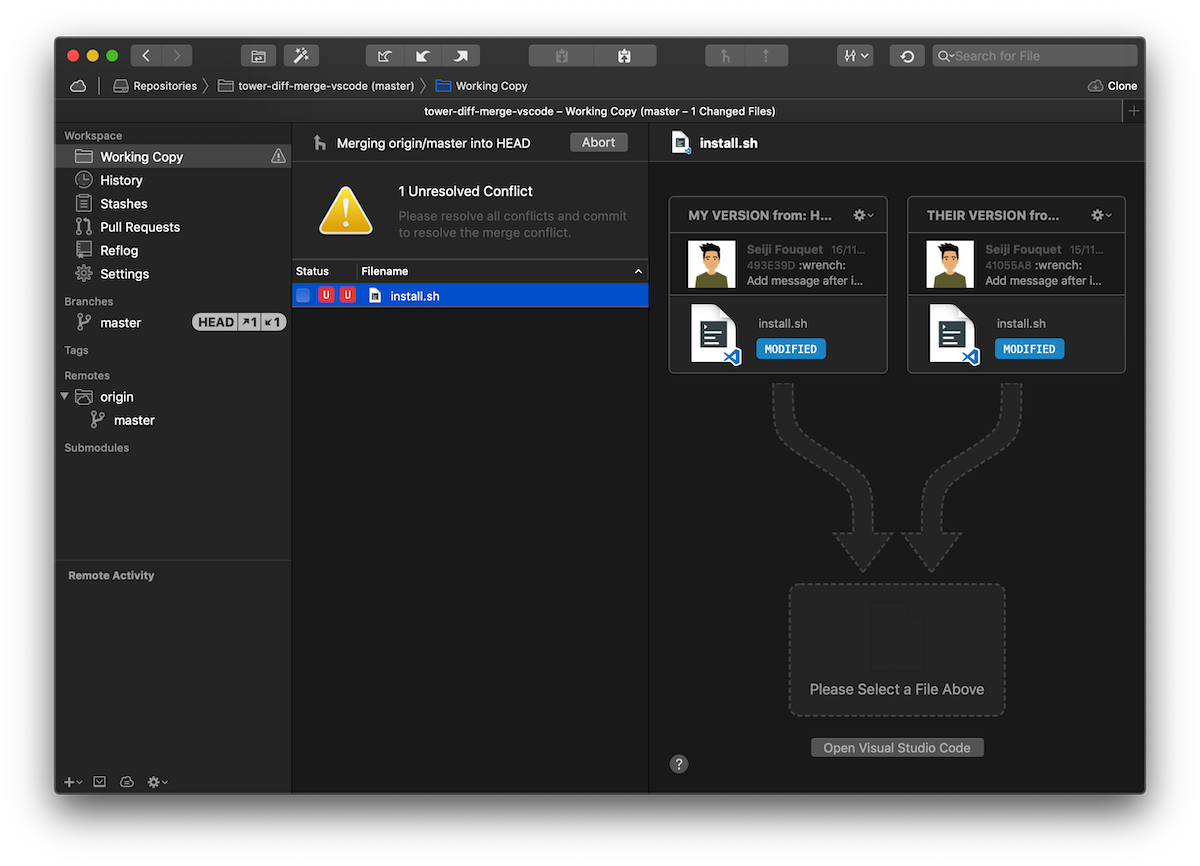 Search for File
Repositories
tower-diff-merge-vscode (master)
Working Copy
Clone
tower-diff-merge-vscode – Working Copy (master – 1 Changed Files)
Workspace
Working Copy
History
Stashes
Pull Requests
Reflog
Settings
Branches
master
HEAD 1 1
Tags
Remotes
origin
master
Submodules
Remote Activity
Merging origin/master into HEAD
Abort
1 Unresolved Conflict
Please resolve all conflicts and commit
to resolve the merge conflict.
Status Filename
U U install.sh
install.sh
MY VERSION from: H...
Seiji Fouquet 16/11...
493E39D :wrench:
Add message after i...
install.sh
MODIFIED
THEIR VERSION fro...
Seiji Fouquet 15/11...
41055A8 :wrench:
Add message after i...
install.sh
MODIFIED
Please Select a File Above
Open Visual Studio Code
?